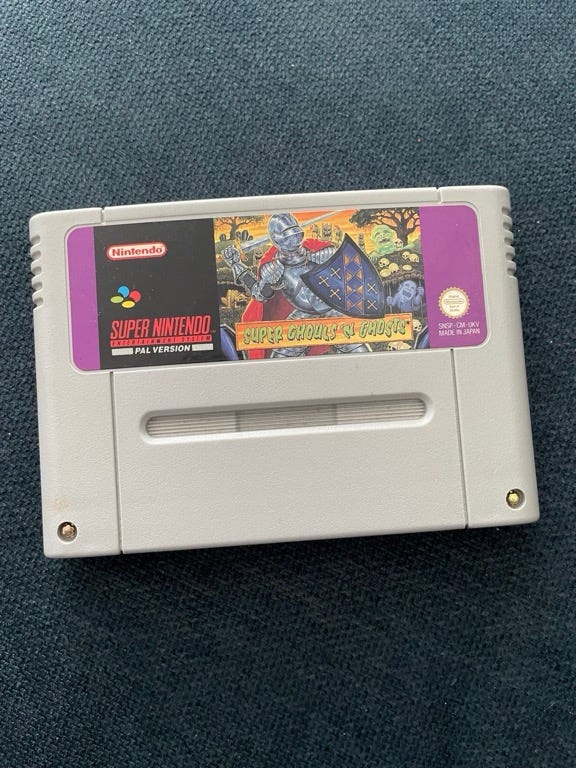 Nintendo
SUPER NINTENDO
ENTERTAINMENT SYSTEM
PAL VERSION
SUPER GHOULS 'N GHOSTS
SNSP-CM-UKV
MADE IN JAPAN